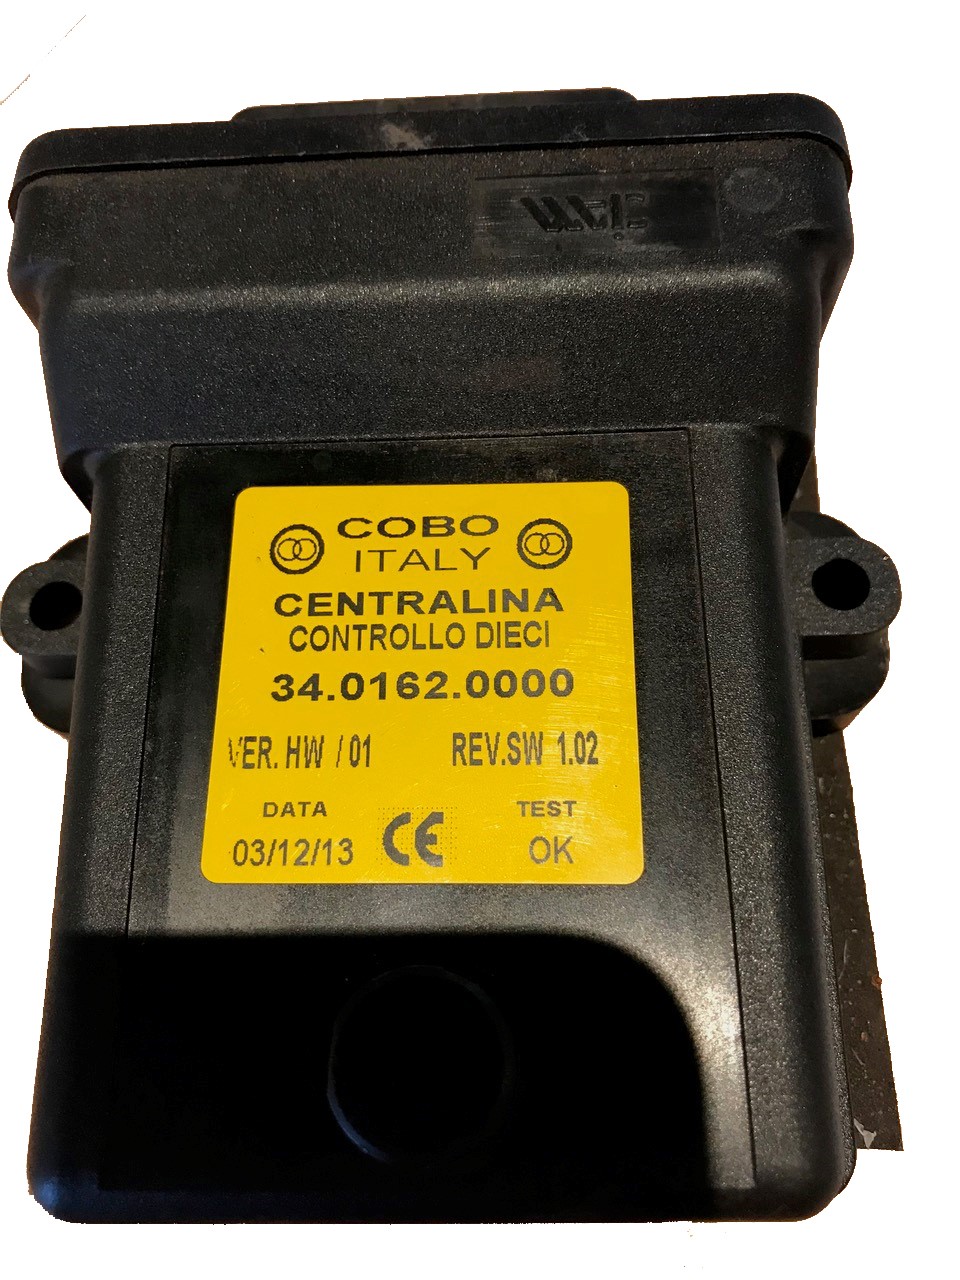 COBO
ITALY
CENTRALINA
CONTROLLO DIECI
34.0162.0000
VER. HW / 01 REV.SW 1.02
DATA TEST
03/12/13 CE OK